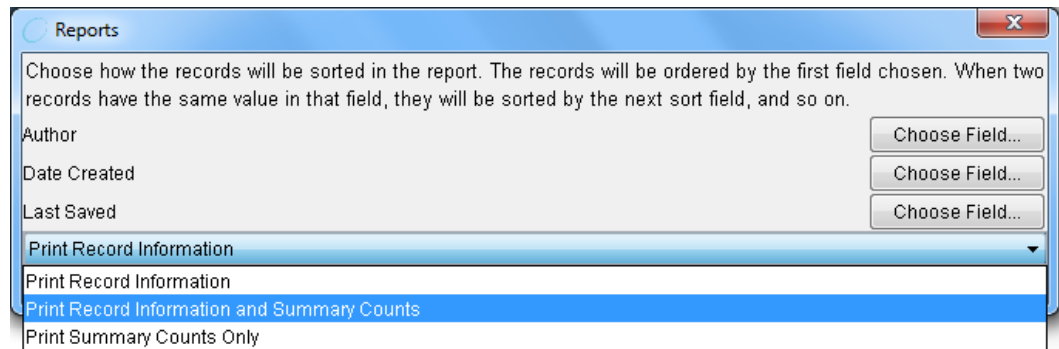 Reports
Choose how the records will be sorted in the report. The records will be ordered by the first field chosen. When two
records have the same value in that field, they will be sorted by the next sort field, and so on.
Author
Choose Field...
Date Created
Choose Field...
Last Saved
Choose Field...
Print Record Information
Print Record Information
Print Record Information and Summary Counts
Print Summary Counts Only